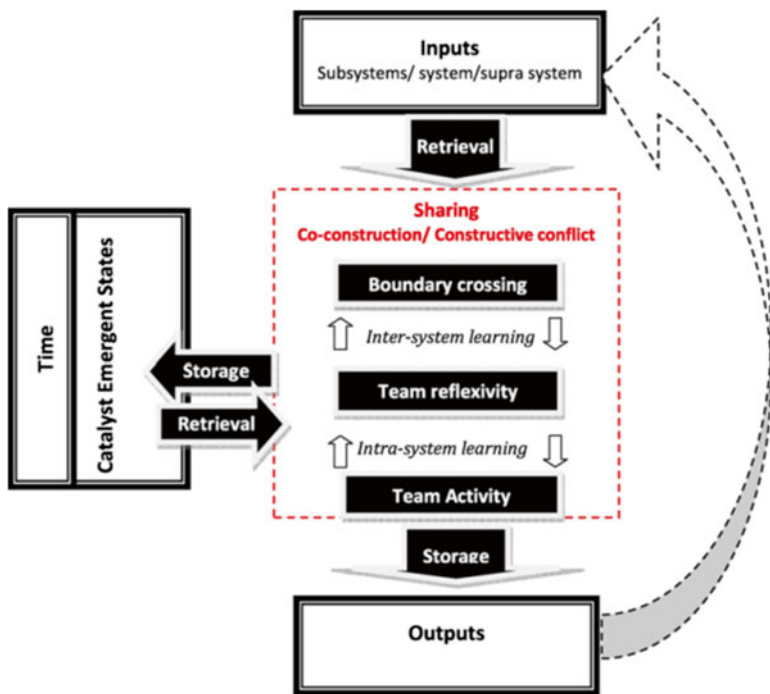 Inputs
Subsystems/ system/supra system
Retrieval
Sharing
Co-construction/ Constructive conflict
Boundary crossing
Inter-system learning
Team reflexivity
Intra-system learning
Team Activity
Time
Catalyst Emergent States
Storage
Retrieval
Storage
Outputs